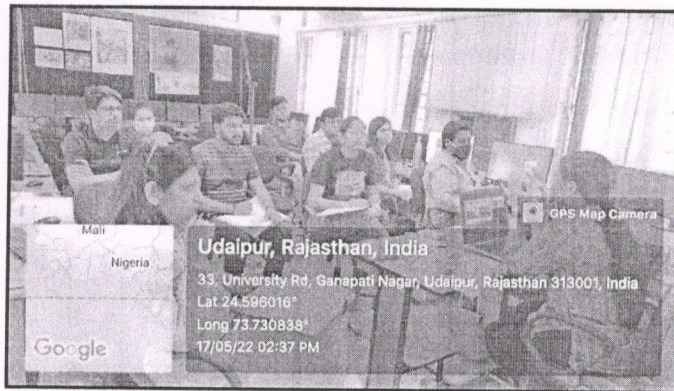 GPS Map Camera
Mali
Nigeria
Google
Udaipur, Rajasthan, India
33, University Rd, Ganapati Nagar, Udaipur, Rajasthan 313001, India
Lat 24.596016°
Long 73.730838°
17/05/22 02:37 PM